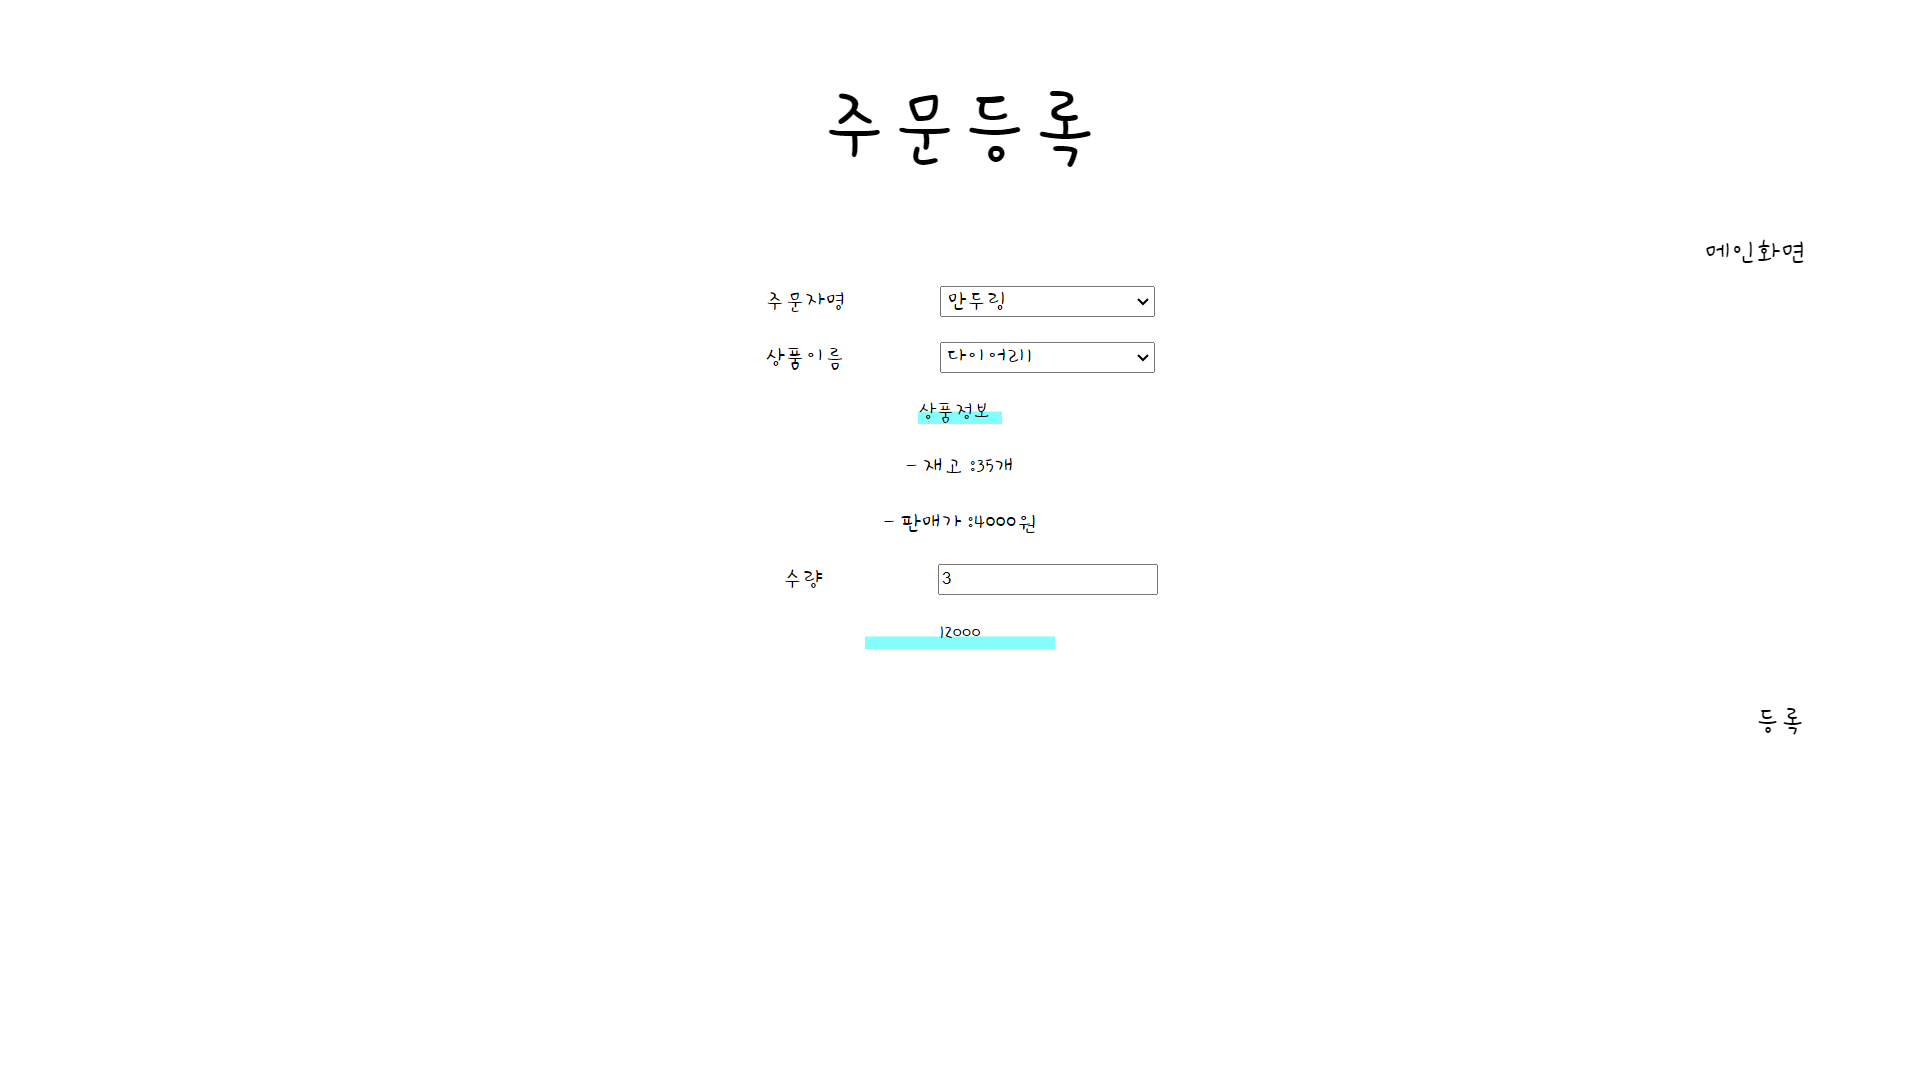 주문등록
메인화면
주문자명 만두링
상품이름 다이어리1
상품정보
- 재고 :35개
- 판매가 :4000원
수량 3
12000
등록